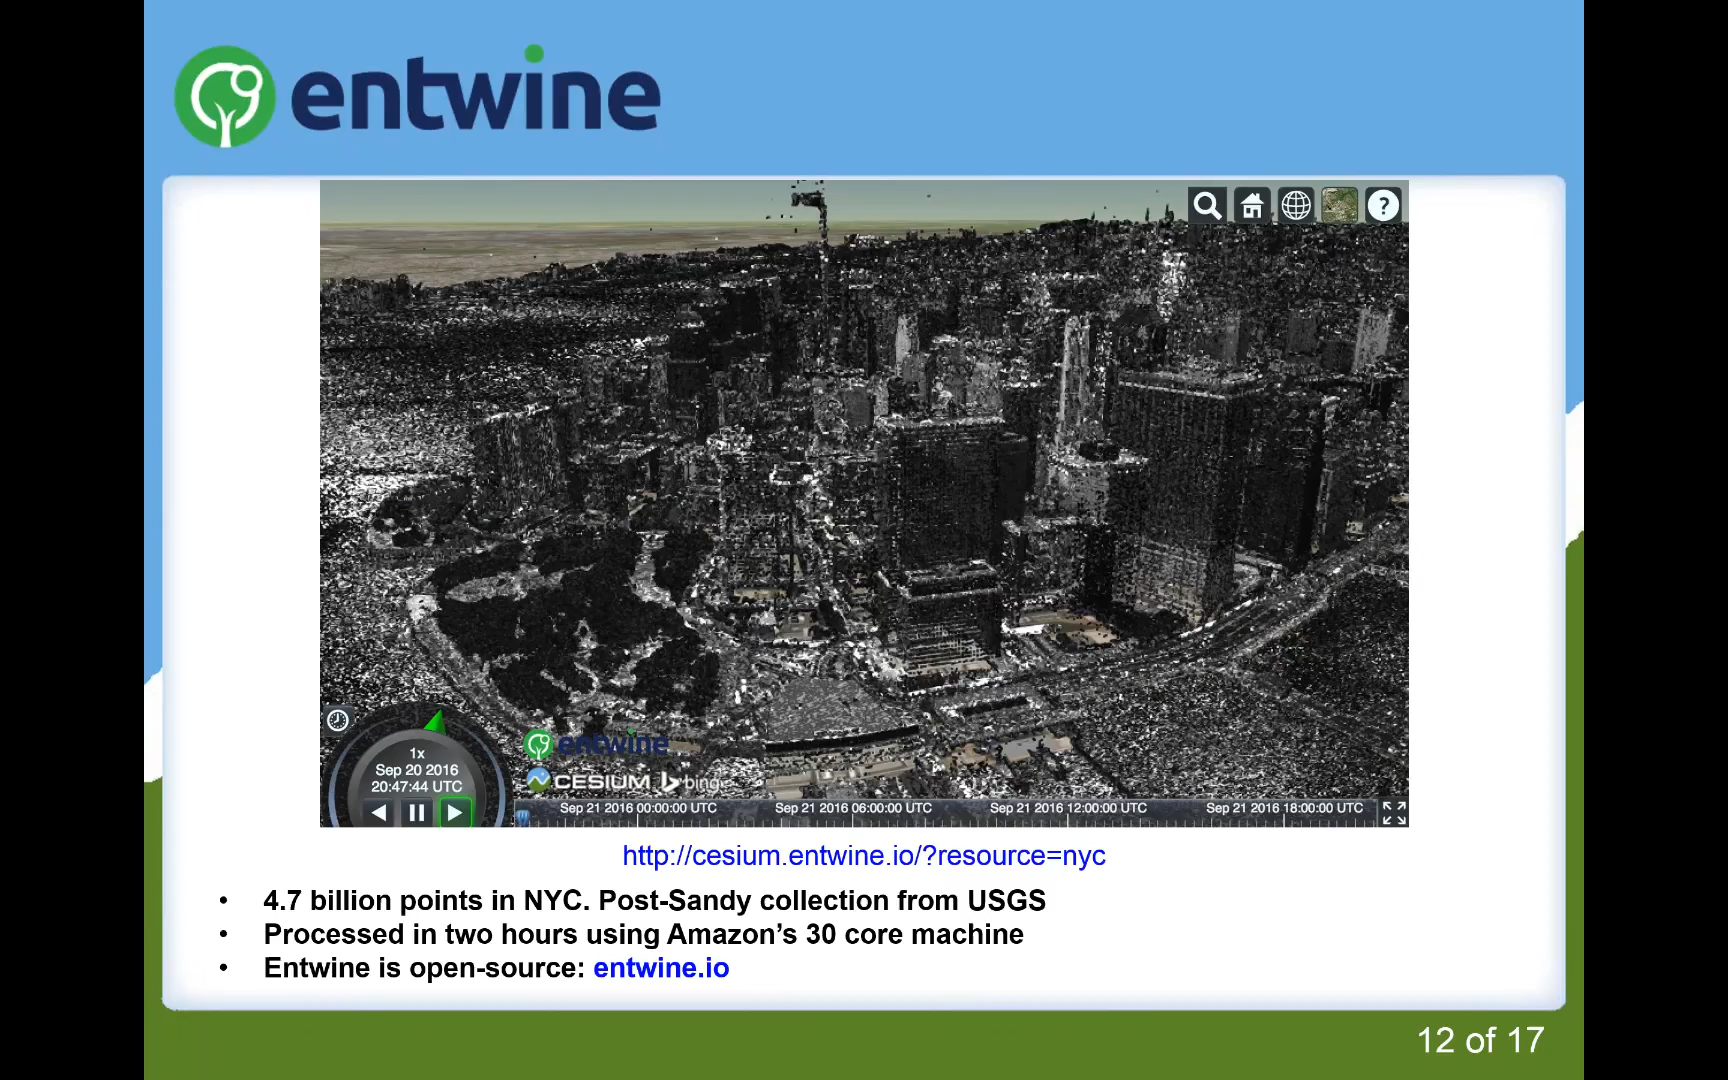 entwine
?
1x
Sep 20 2016
20:47:44 UTC
entwine
CESIUM bing
Sep 21 2016 00:00:00 UTC
Sep 21 2016 06:00:00 UTC
Sep 21 2016 12:00:00 UTC
Sep 21 2016 18:00:00 UTC
http://cesium.entwine.io/?resource=nyc
• 4.7 billion points in NYC. Post-Sandy collection from USGS
• Processed in two hours using Amazon’s 30 core machine
• Entwine is open-source: entwine.io
12 of 17